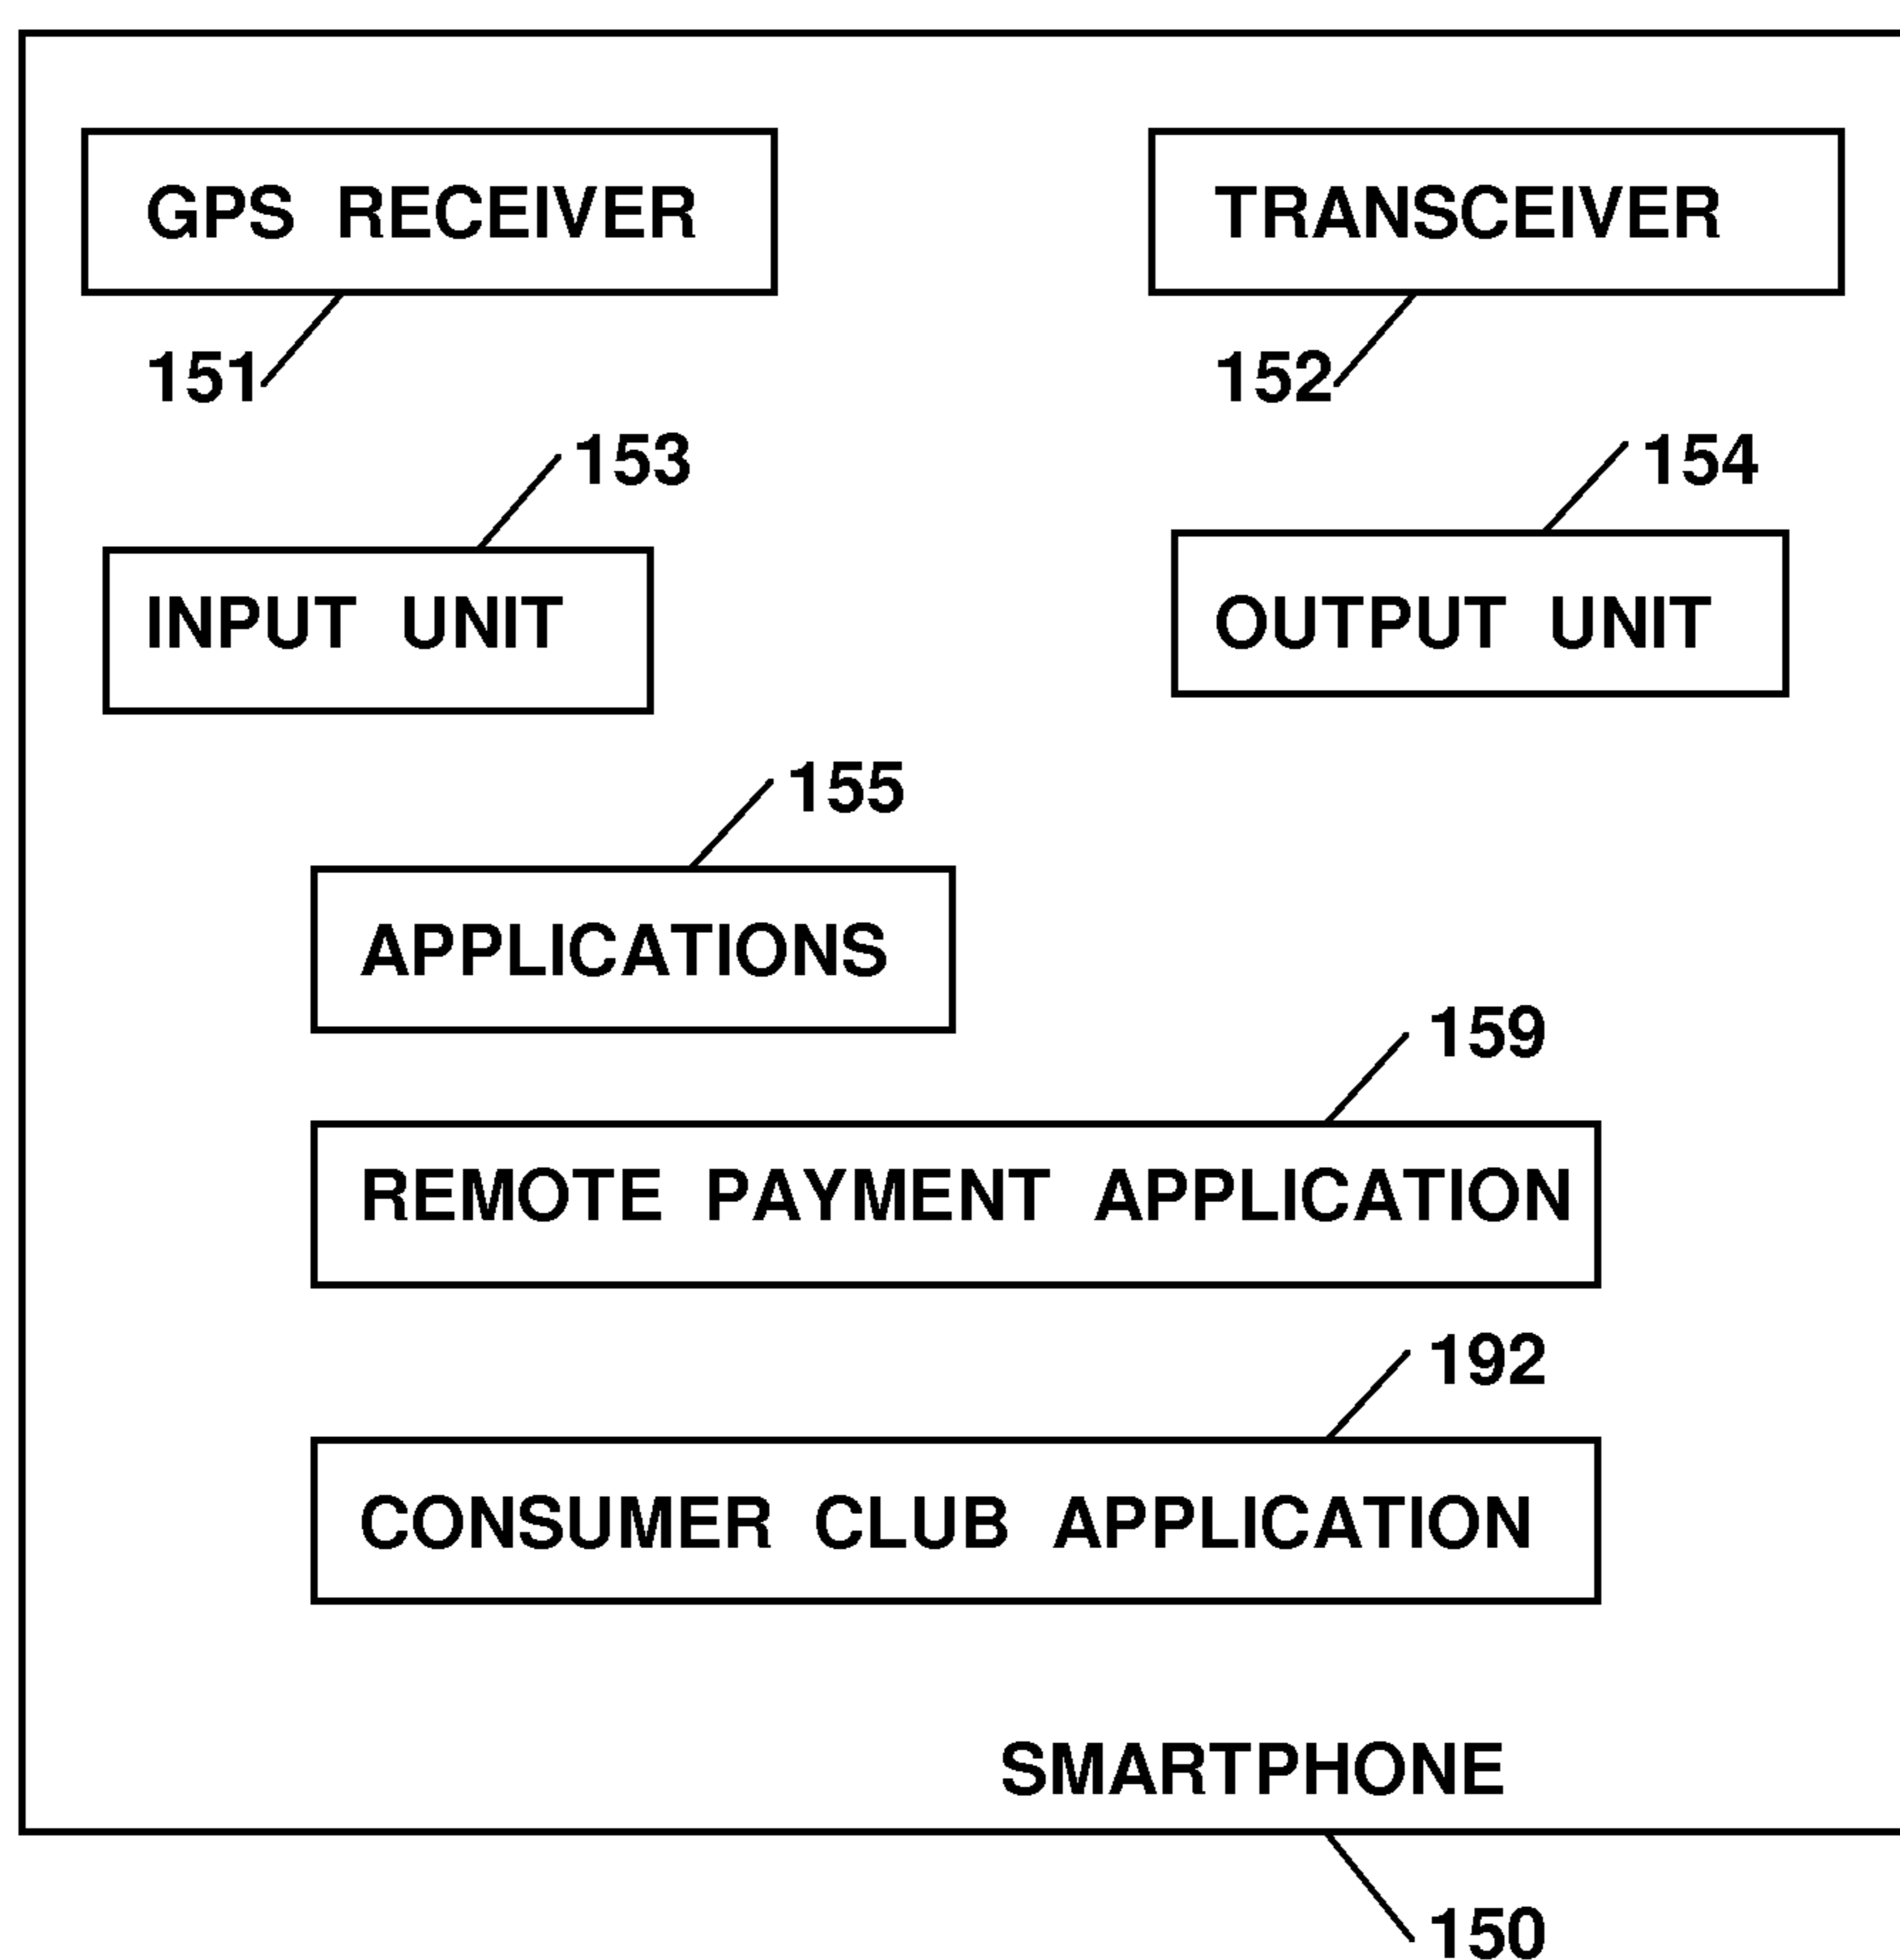 GPS RECEIVER
TRANSCEIVER
151
152
153
154
INPUT UNIT
OUTPUT UNIT
155
APPLICATIONS
159
REMOTE PAYMENT APPLICATION
192
CONSUMER CLUB APPLICATION
SMARTPHONE
150